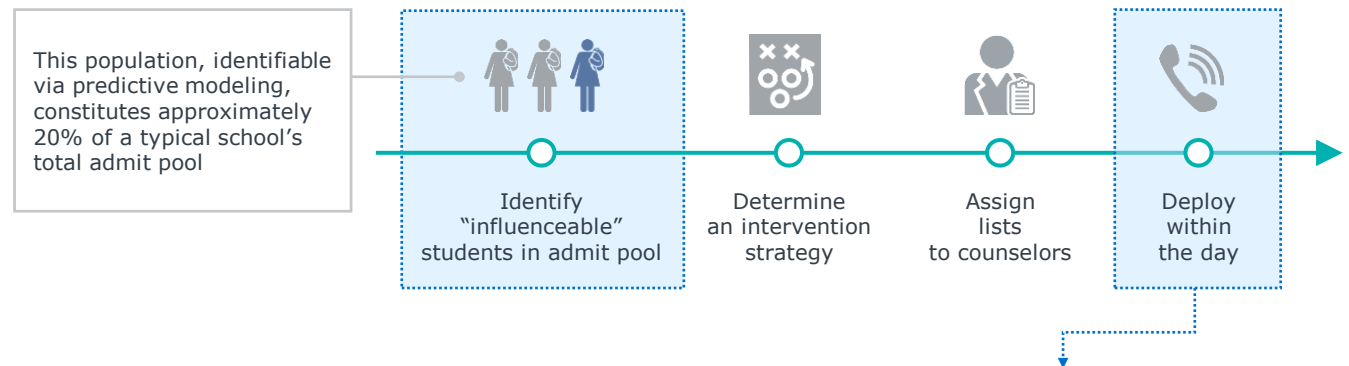 This population, identifiable
via predictive modeling,
constitutes approximately
20% of a typical school’s
total admit pool
Identify
“influenceable”
students in admit pool
Determine
an intervention
strategy
Assign
lists
to counselors
Deploy
within
the day